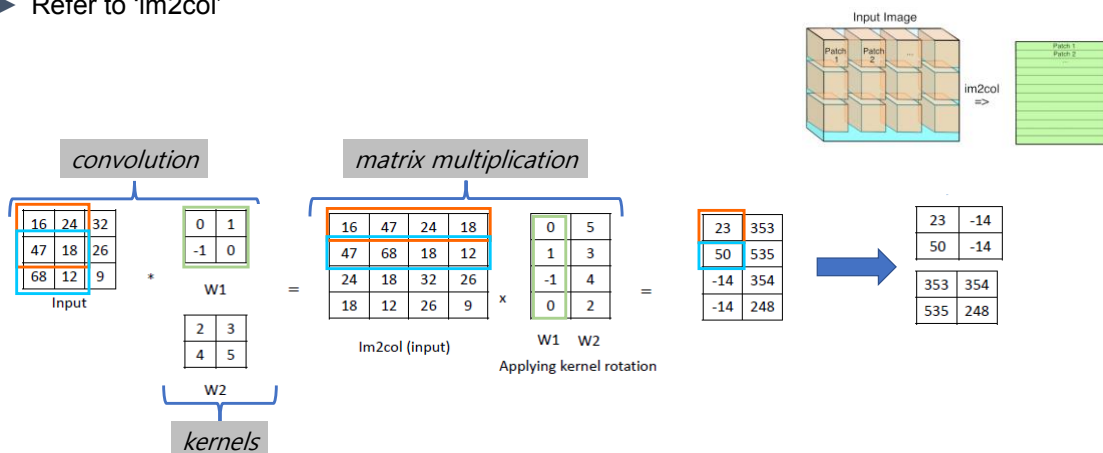 Refer to 'im2col'
Input Image
Patch 1
Patch 2
...
im2col
=>
Patch 1
Patch 2
...
convolution
matrix multiplication
16 24 32
47 18 26
68 12 9
Input
*
0 1
-1 0
W1
2 3
4 5
W2
kernels
=
16 47 24 18
47 68 18 12
24 18 32 26
18 12 26 9
Im2col (input)
x
0 5
1 3
-1 4
0 2
W1 W2
Applying kernel rotation
=
23 353
50 535
-14 354
-14 248
23 -14
50 -14
353 354
535 248